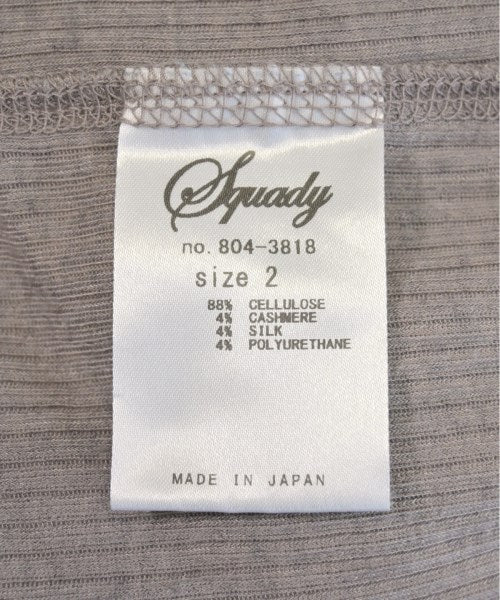 Squady
no. 804-3818
size 2
88% CELLULOSE
4% CASHMERE
4% SILK
4% POLYURETHANE
MADE IN JAPAN